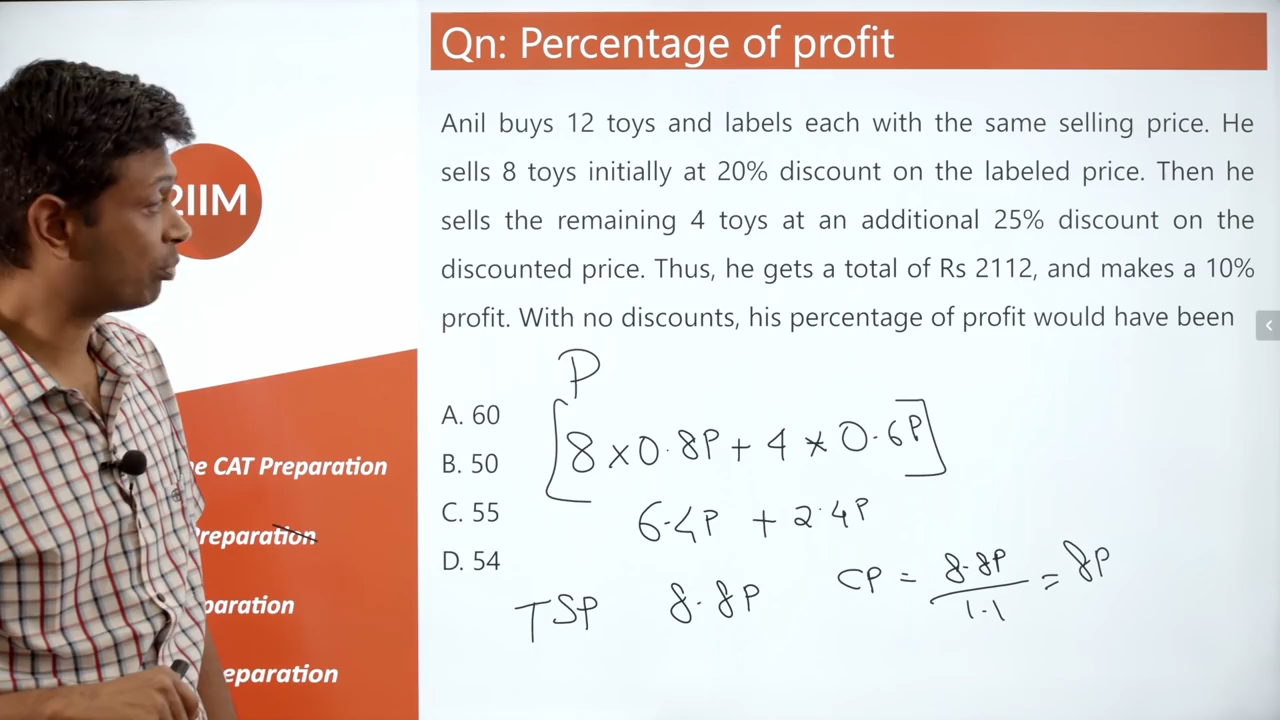 Qn: Percentage of profit
Anil buys 12 toys and labels each with the same selling price. He
sells 8 toys initially at 20% discount on the labeled price. Then he
sells the remaining 4 toys at an additional 25% discount on the
discounted price. Thus, he gets a total of Rs 2112, and makes a 10%
profit. With no discounts, his percentage of profit would have been
A. 60
B. 50
C. 55
D. 54
P
[8 × 0.8P + 4 × 0.6P]
6.4P + 2.4P
TSP 8.8P
CP = 8.8P / 1.1 = 8P
2IIM
e CAT Preparation
reparation
paration
eparation